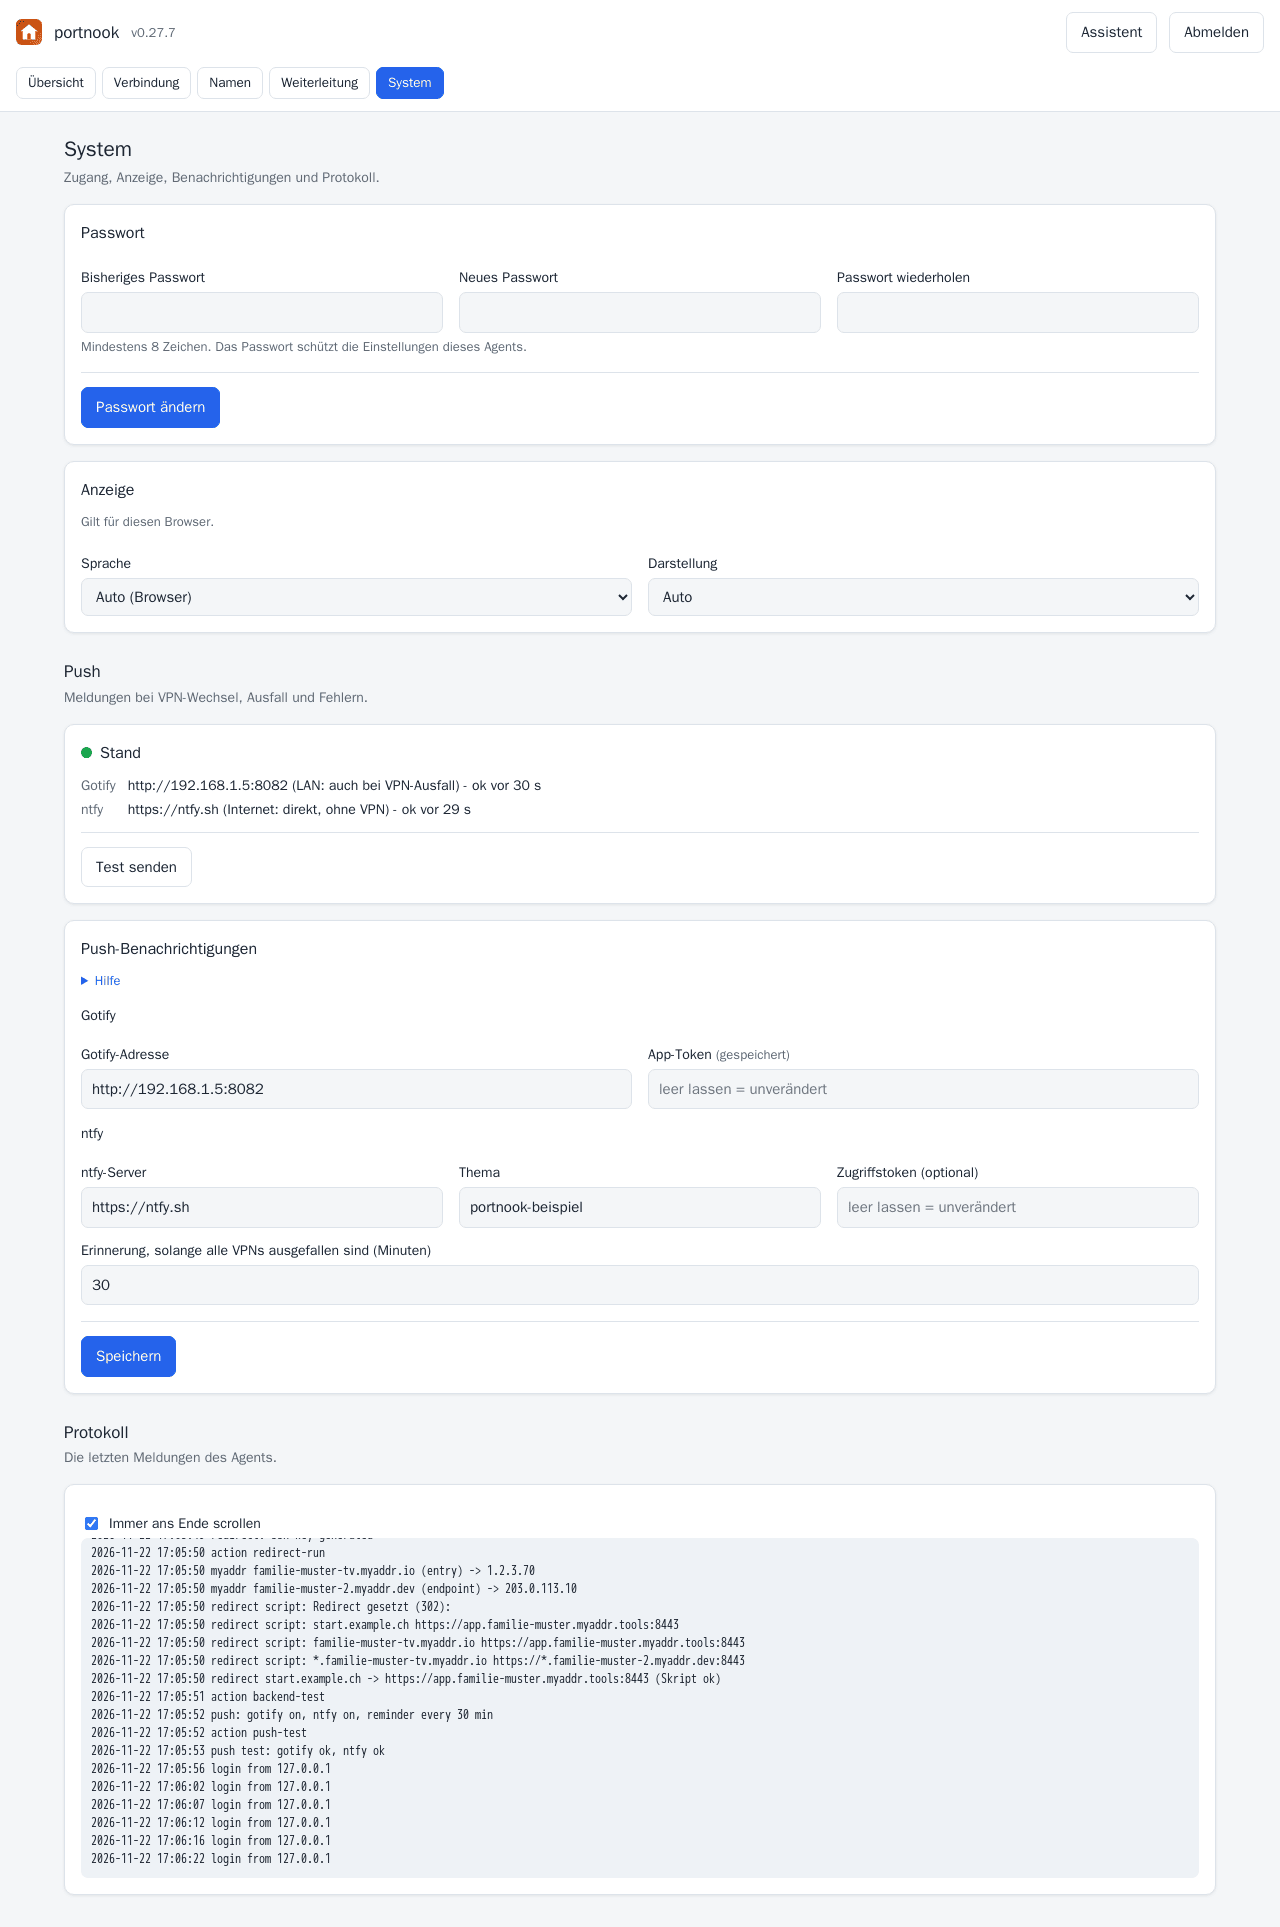 portnook v0.27.7
Assistent
Abmelden
Übersicht
Verbindung
Namen
Weiterleitung
System
System
Zugang, Anzeige, Benachrichtigungen und Protokoll.
Passwort
Bisheriges Passwort
Neues Passwort
Passwort wiederholen
Mindestens 8 Zeichen. Das Passwort schützt die Einstellungen dieses Agents.
Passwort ändern
Anzeige
Gilt für diesen Browser.
Sprache
Darstellung
Auto (Browser)
Auto
Push
Meldungen bei VPN-Wechsel, Ausfall und Fehlern.
Stand
Gotify http://192.168.1.5:8082 (LAN: auch bei VPN-Ausfall) - ok vor 30 s
ntfy https://ntfy.sh (Internet: direkt, ohne VPN) - ok vor 29 s
Test senden
Push-Benachrichtigungen
Hilfe
Gotify
Gotify-Adresse
App-Token (gespeichert)
http://192.168.1.5:8082
leer lassen = unverändert
ntfy
ntfy-Server
Thema
Zugriffstoken (optional)
https://ntfy.sh
portnook-beispiel
leer lassen = unverändert
Erinnerung, solange alle VPNs ausgefallen sind (Minuten)
30
Speichern
Protokoll
Die letzten Meldungen des Agents.
Immer ans Ende scrollen
2026-11-22 17:05:50 action redirect-run
2026-11-22 17:05:50 myaddr familie-muster-tv.myaddr.io (entry) -> 1.2.3.70
2026-11-22 17:05:50 myaddr familie-muster-2.myaddr.dev (endpoint) -> 203.0.113.10
2026-11-22 17:05:50 redirect script: Redirect gesetzt (302):
2026-11-22 17:05:50 redirect script: start.example.ch https://app.familie-muster.myaddr.tools:8443
2026-11-22 17:05:50 redirect script: familie-muster-tv.myaddr.io https://app.familie-muster.myaddr.tools:8443
2026-11-22 17:05:50 redirect script: *.familie-muster-tv.myaddr.io https://*.familie-muster-2.myaddr.dev:8443
2026-11-22 17:05:50 redirect start.example.ch -> https://app.familie-muster.myaddr.tools:8443 (Skript ok)
2026-11-22 17:05:51 action backend-test
2026-11-22 17:05:52 push: gotify on, ntfy on, reminder every 30 min
2026-11-22 17:05:52 action push-test
2026-11-22 17:05:53 push test: gotify ok, ntfy ok
2026-11-22 17:05:56 login from 127.0.0.1
2026-11-22 17:06:02 login from 127.0.0.1
2026-11-22 17:06:07 login from 127.0.0.1
2026-11-22 17:06:12 login from 127.0.0.1
2026-11-22 17:06:16 login from 127.0.0.1
2026-11-22 17:06:22 login from 127.0.0.1